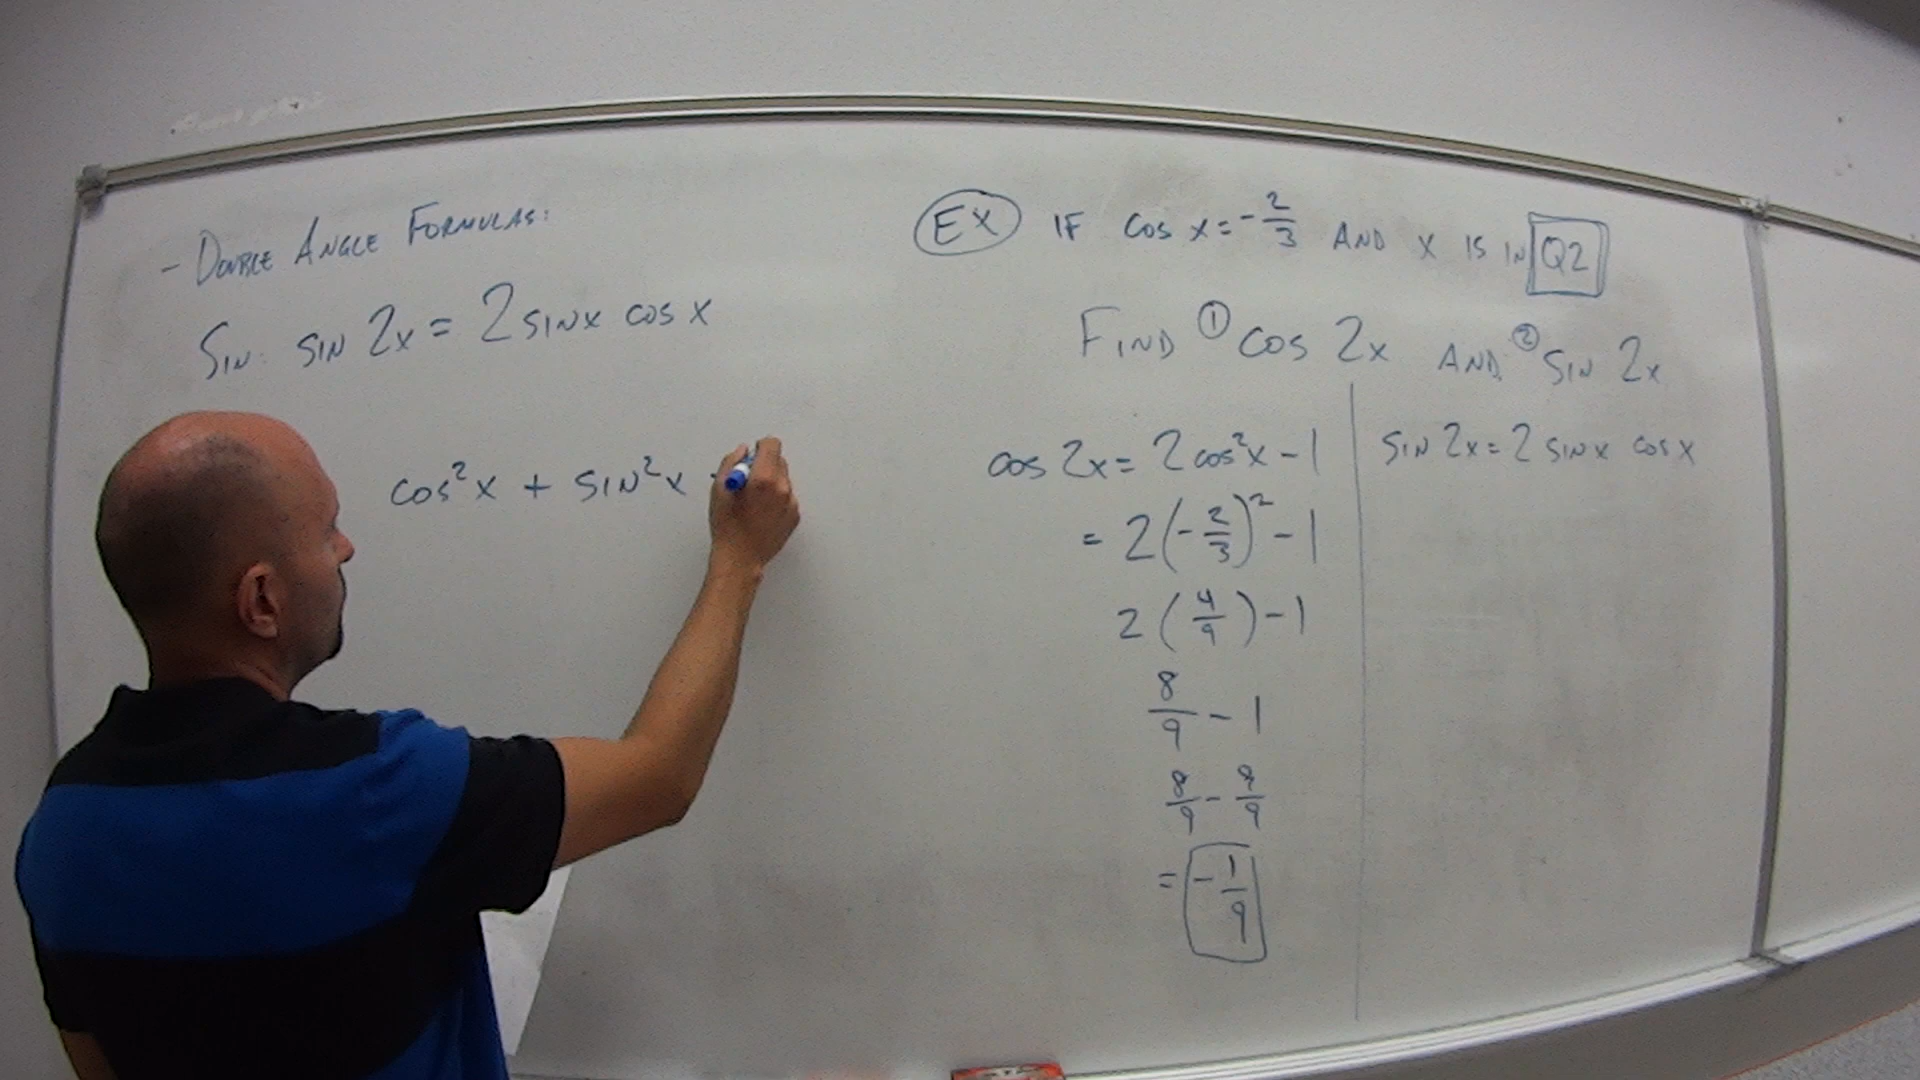 - DOUBLE ANGLE FORMULAS:
SIN: SIN 2x = 2 SINx COS x
COS²x + SIN²x -
EX IF COS x = -2/3 AND x IS IN Q2
FIND ① COS 2x AND ② SIN 2x
COS 2x = 2 COS²x - 1
= 2(-2/3)² - 1
2(4/9) - 1
8/9 - 1
8/9 - 9/9
= -1/9
SIN 2x = 2 SINx COSx